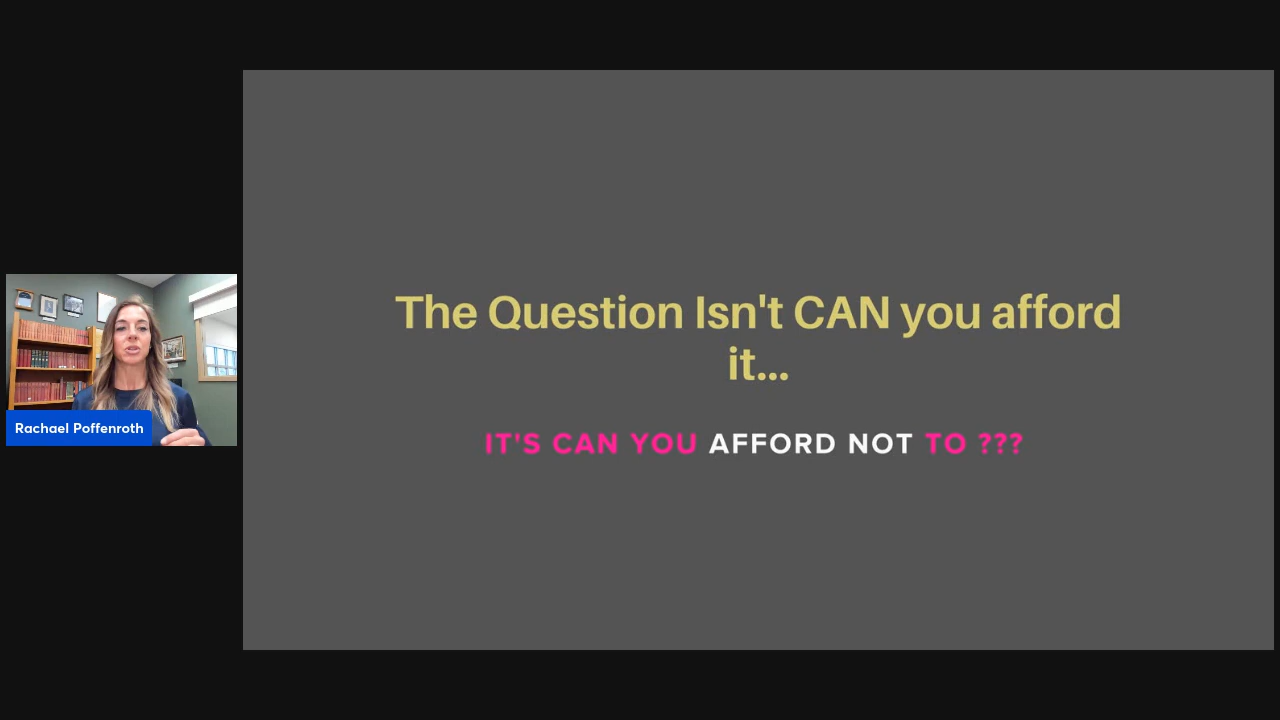 The Question Isn't CAN you afford
it...
IT'S CAN YOU AFFORD NOT TO ???
Rachael Poffenroth